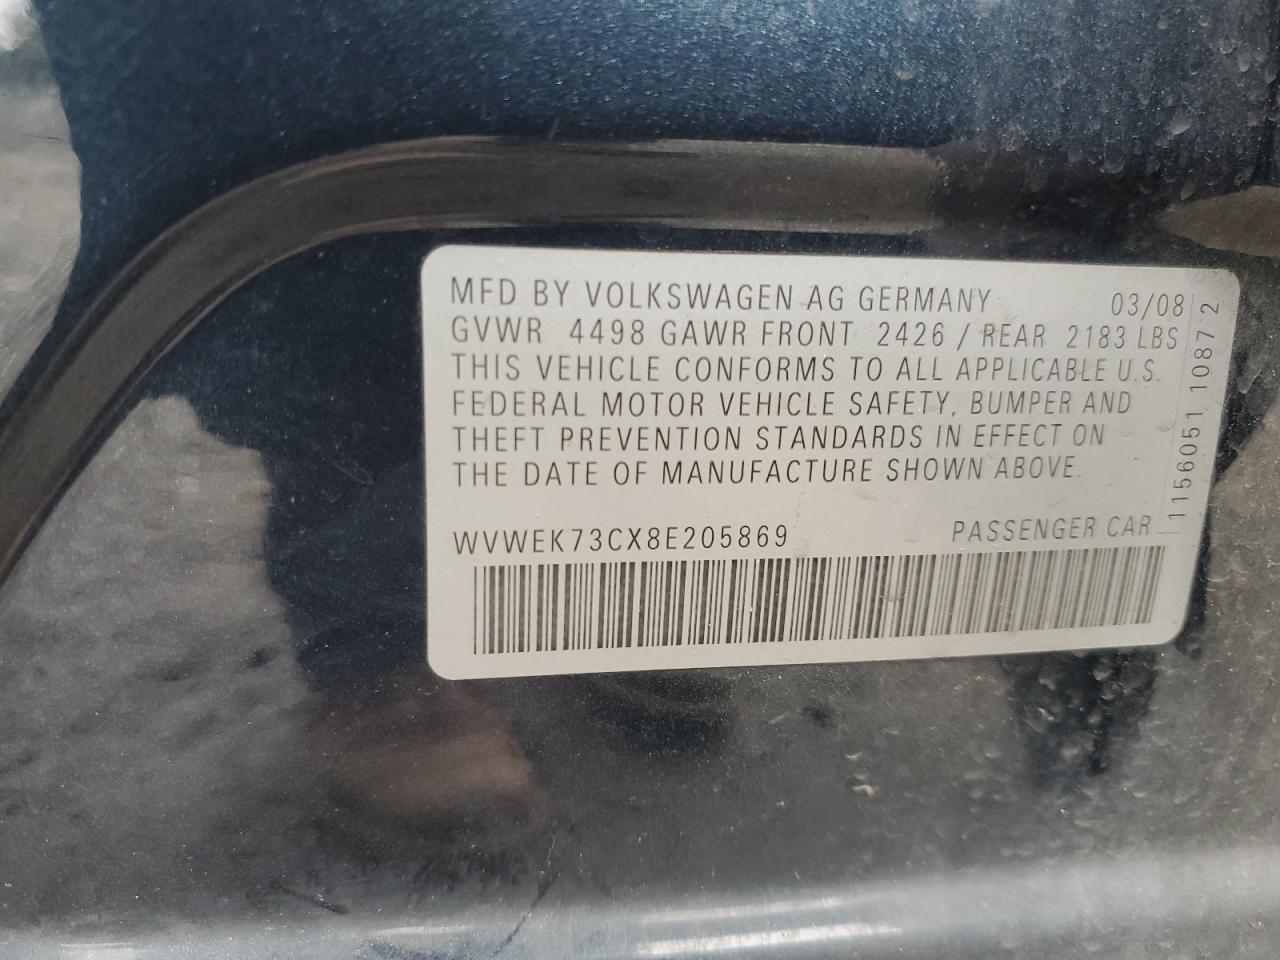 MFD BY VOLKSWAGEN AG GERMANY 03/08
GVWR 4498 GAWR FRONT 2426 / REAR 2183 LBS
THIS VEHICLE CONFORMS TO ALL APPLICABLE U.S.
FEDERAL MOTOR VEHICLE SAFETY, BUMPER AND
THEFT PREVENTION STANDARDS IN EFFECT ON
THE DATE OF MANUFACTURE SHOWN ABOVE.
WVWEK73CX8E205869 PASSENGER CAR
1156051 1087 2